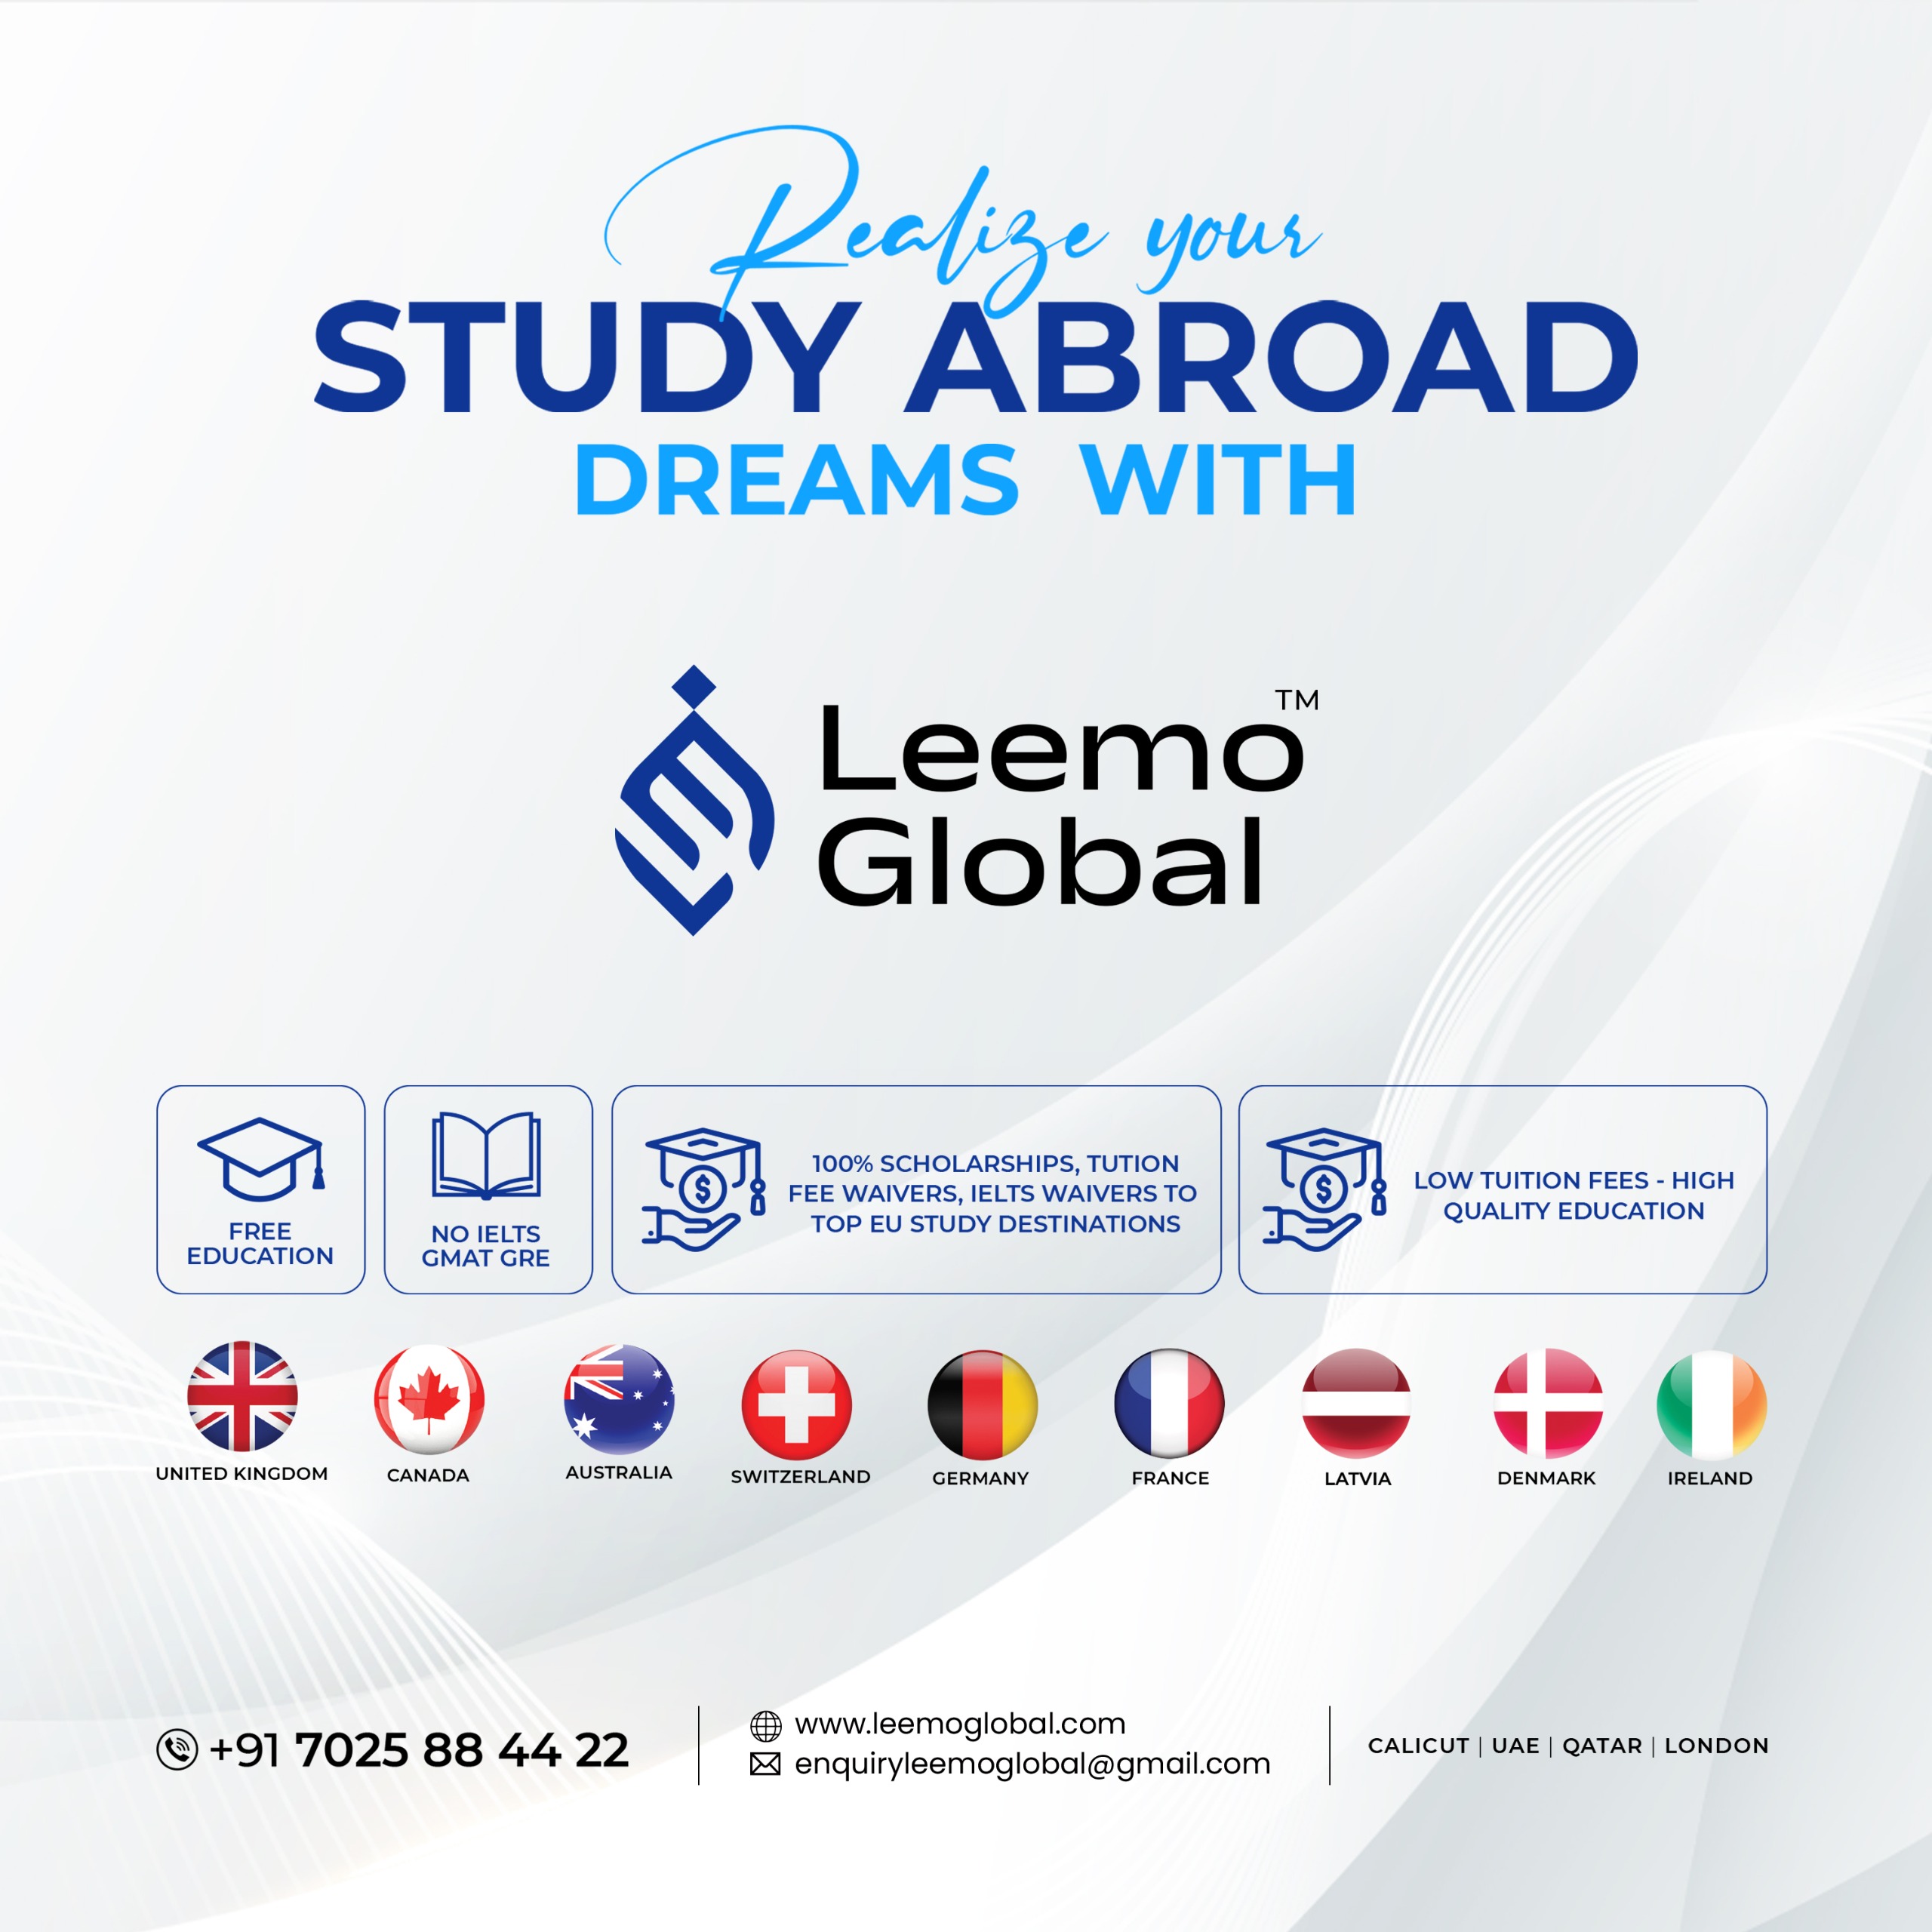 Realize your
STUDY ABROAD
DREAMS WITH
Leemo™
Global
FREE
EDUCATION
NO IELTS
GMAT GRE
100% SCHOLARSHIPS, TUTION
FEE WAIVERS, IELTS WAIVERS TO
TOP EU STUDY DESTINATIONS
LOW TUITION FEES - HIGH
QUALITY EDUCATION
UNITED KINGDOM
CANADA
AUSTRALIA
SWITZERLAND
GERMANY
FRANCE
LATVIA
DENMARK
IRELAND
+91 7025 88 44 22
www.leemoglobal.com
enquiryleemoglobal@gmail.com
CALICUT | UAE | QATAR | LONDON